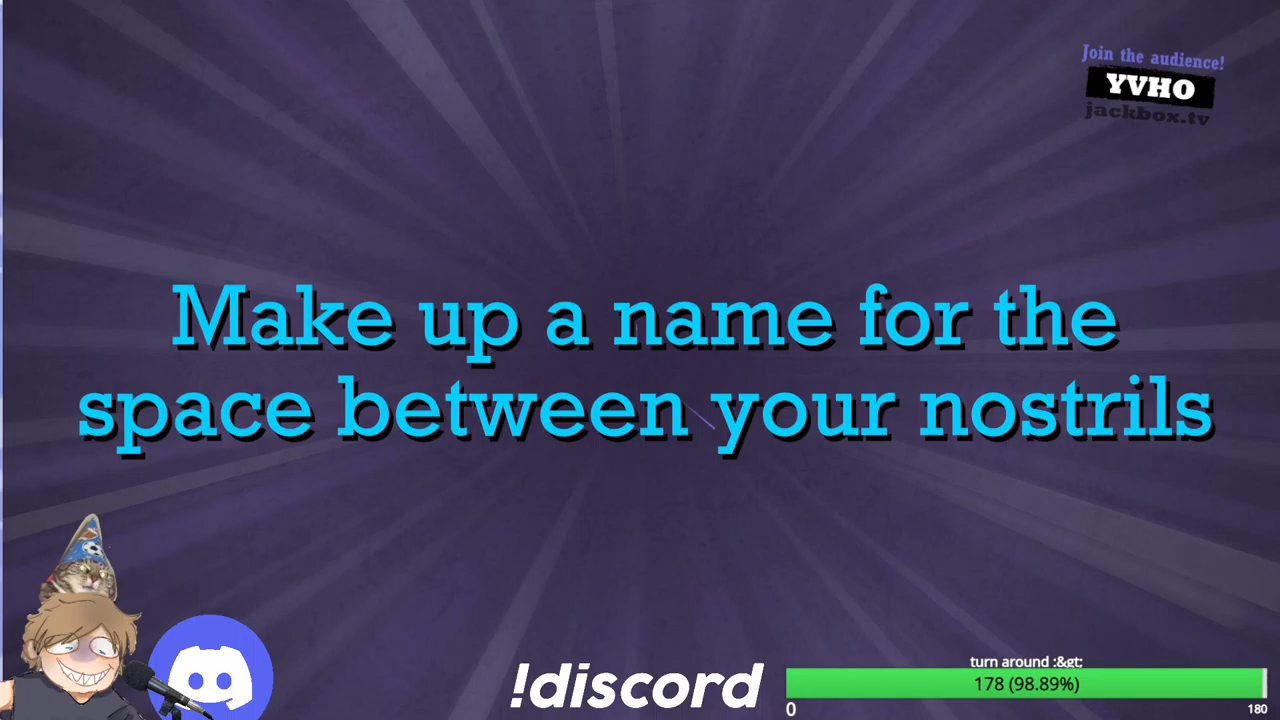 Join the audience!
YVHO
jackbox.tv
Make up a name for the
space between your nostrils
turn around :&gt;
!discord
178 (98.89%)
0
180